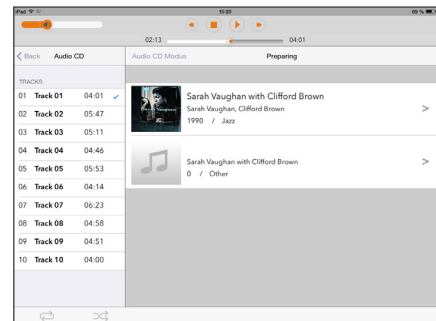 iPad 15:20 69 %
02:13 04:01
Back Audio CD Audio CD Modus Preparing
TRACKS
01 Track 01 04:01
02 Track 02 05:47
03 Track 03 05:11
04 Track 04 04:46
05 Track 05 05:53
06 Track 06 04:14
07 Track 07 06:23
08 Track 08 04:58
09 Track 09 04:51
10 Track 10 04:00
Sarah Vaughan with Clifford Brown
Sarah Vaughan, Clifford Brown
1990 / Jazz
Sarah Vaughan with Clifford Brown
0 / Other